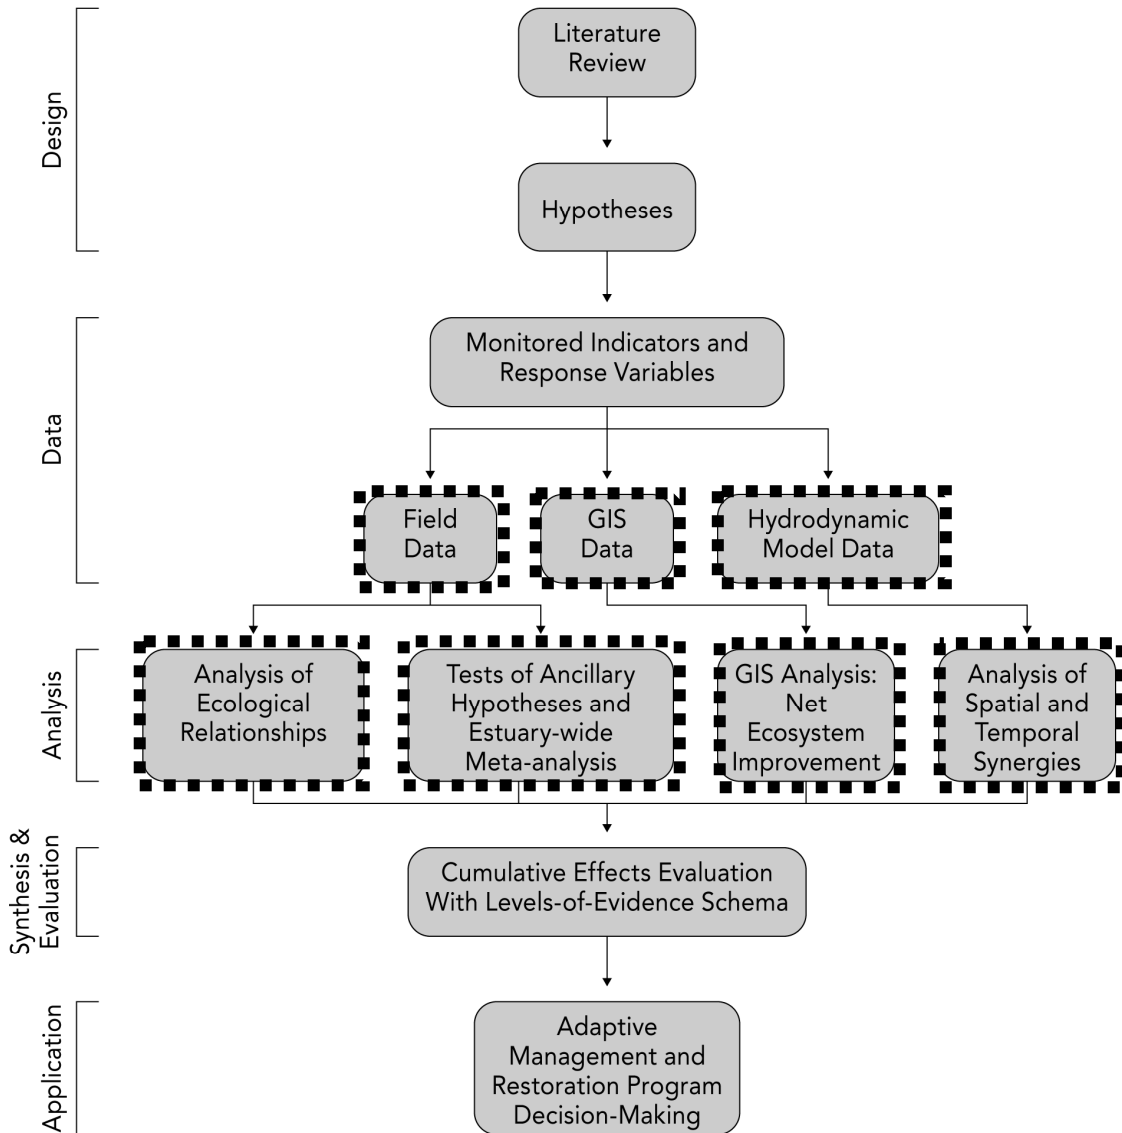 Design
Literature
Review
Hypotheses
Data
Monitored Indicators and
Response Variables
Field
Data
GIS
Data
Hydrodynamic
Model Data
Analysis
Analysis of
Ecological
Relationships
Tests of Ancillary
Hypotheses and
Estuary-wide
Meta-analysis
GIS Analysis:
Net
Ecosystem
Improvement
Analysis of
Spatial and
Temporal
Synergies
Synthesis &
Evaluation
Cumulative Effects Evaluation
With Levels-of-Evidence Schema
Application
Adaptive
Management and
Restoration Program
Decision-Making